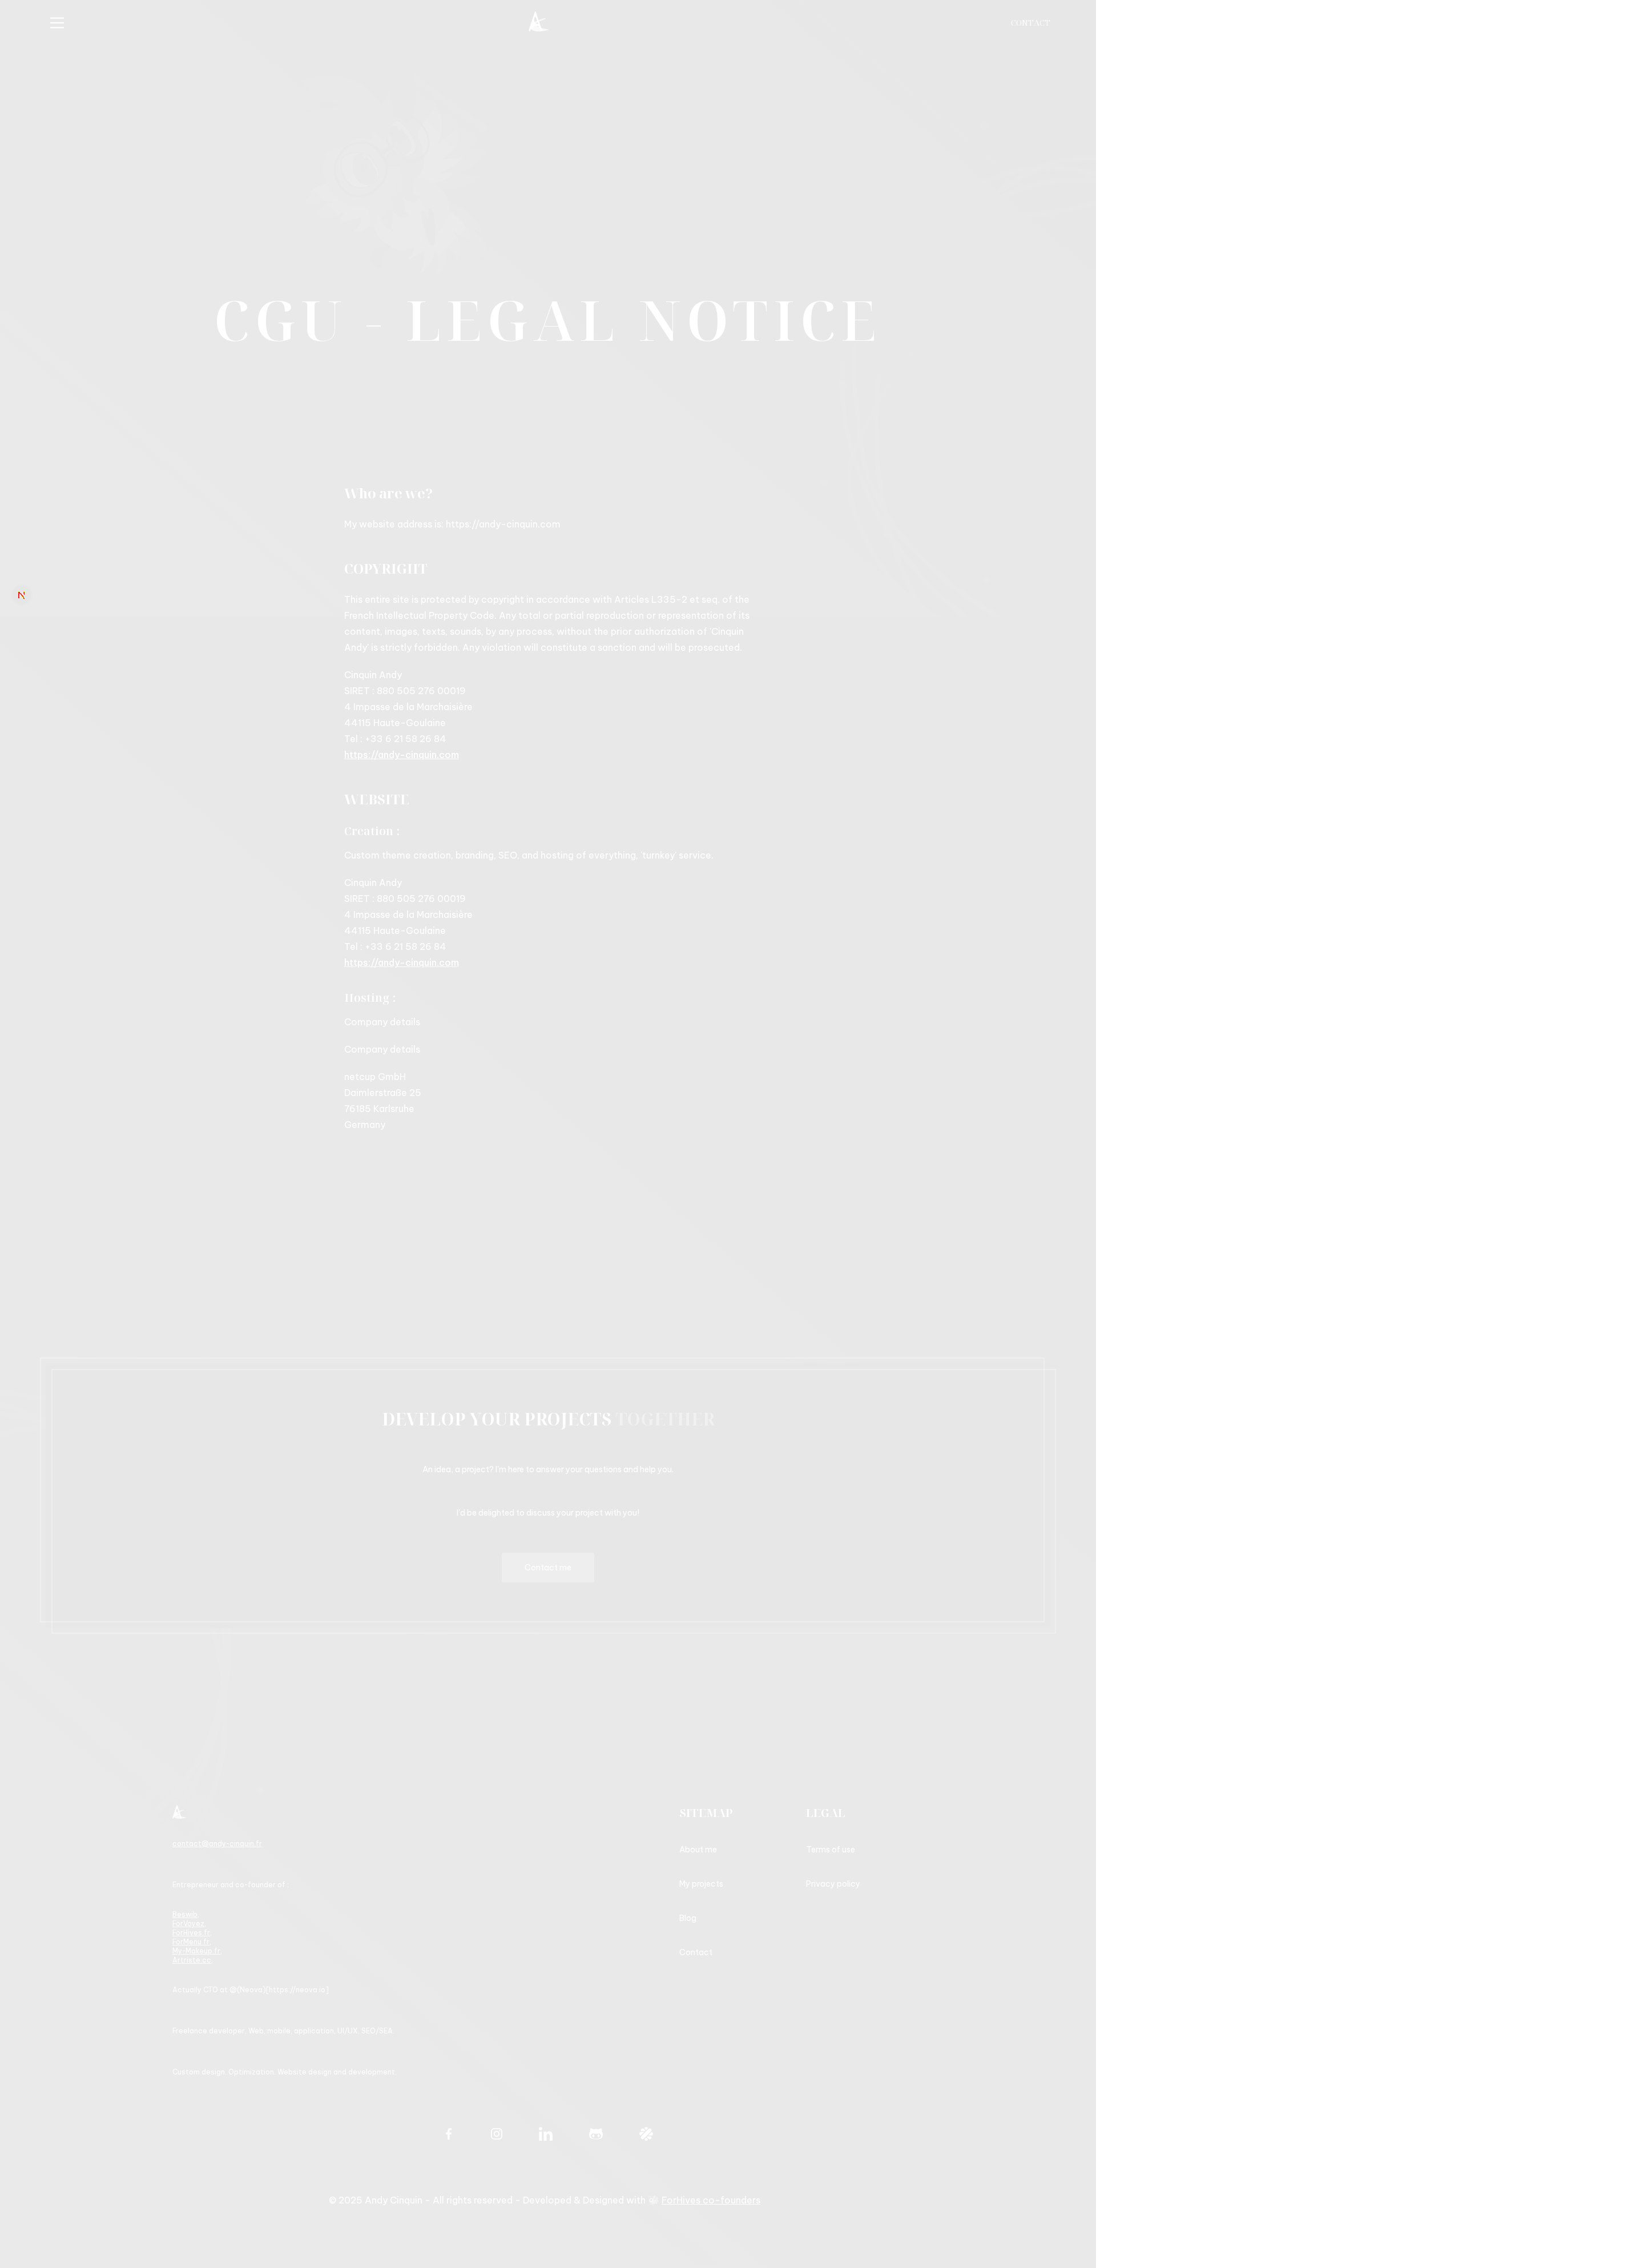 CONTACT
CGU - LEGAL NOTICE
Who are we?
My website address is: https://andy-cinquin.com
COPYRIGHT
This entire site is protected by copyright in accordance with Articles L335-2 et seq. of the
French Intellectual Property Code. Any total or partial reproduction or representation of its
content, images, texts, sounds, by any process, without the prior authorization of 'Cinquin
Andy' is strictly forbidden. Any violation will constitute a sanction and will be prosecuted.
Cinquin Andy
SIRET : 880 505 276 00019
4 Impasse de la Marchaisière
44115 Haute-Goulaine
Tel : +33 6 21 58 26 84
https://andy-cinquin.com
WEBSITE
Creation :
Custom theme creation, branding, SEO, and hosting of everything, 'turnkey' service.
Cinquin Andy
SIRET : 880 505 276 00019
4 Impasse de la Marchaisière
44115 Haute-Goulaine
Tel : +33 6 21 58 26 84
https://andy-cinquin.com
Hosting :
Company details
Company details
netcup GmbH
Daimlerstraße 25
76185 Karlsruhe
Germany
DEVELOP YOUR PROJECTS TOGETHER
An idea, a project? I'm here to answer your questions and help you.
I'd be delighted to discuss your project with you!
Contact me
contact@andy-cinquin.fr
Entrepreneur and co-founder of
ForHives.fr
ForMenu.fr
My-Makeup.fr
SITEMAP
About me
My projects
Blog
Contact
LEGAL
Terms of use
Privacy policy
Freelance developer, Web, mobile, application, UI/UX, SEO/SEA
Custom design, Optimization, Website design and development
© 2025 Andy Cinquin - All rights reserved - Developed & Designed with ForHives co-founders